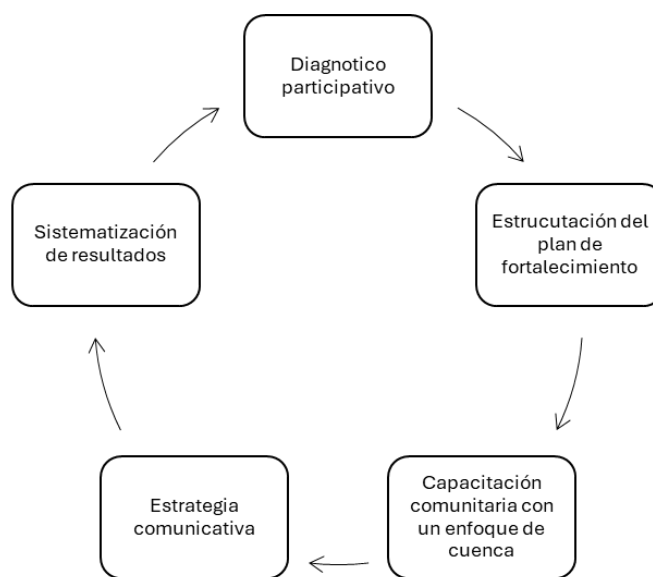 Diagnotico
participativo
Estrucutación del
plan de
fortalecimiento
Capacitación
comunitaria con
un enfoque de
cuenca
Estrategia
comunicativa
Sistematización
de resultados